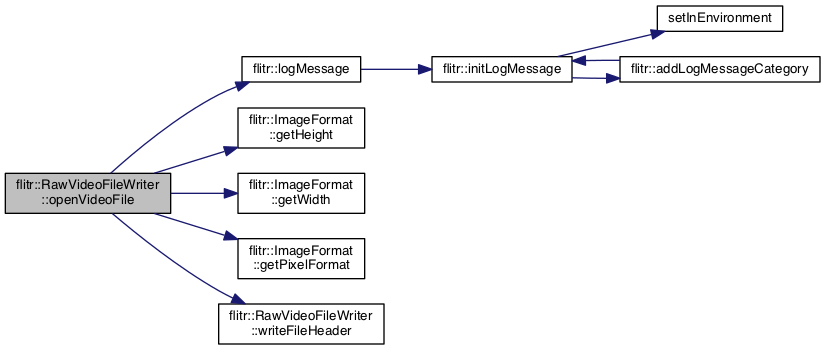 setInEnvironment
flitr::logMessage
flitr::initLogMessage
flitr::addLogMessageCategory
flitr::ImageFormat
::getHeight
flitr::RawVideoFileWriter
::openVideoFile
flitr::ImageFormat
::getWidth
flitr::ImageFormat
::getPixelFormat
flitr::RawVideoFileWriter
::writeFileHeader